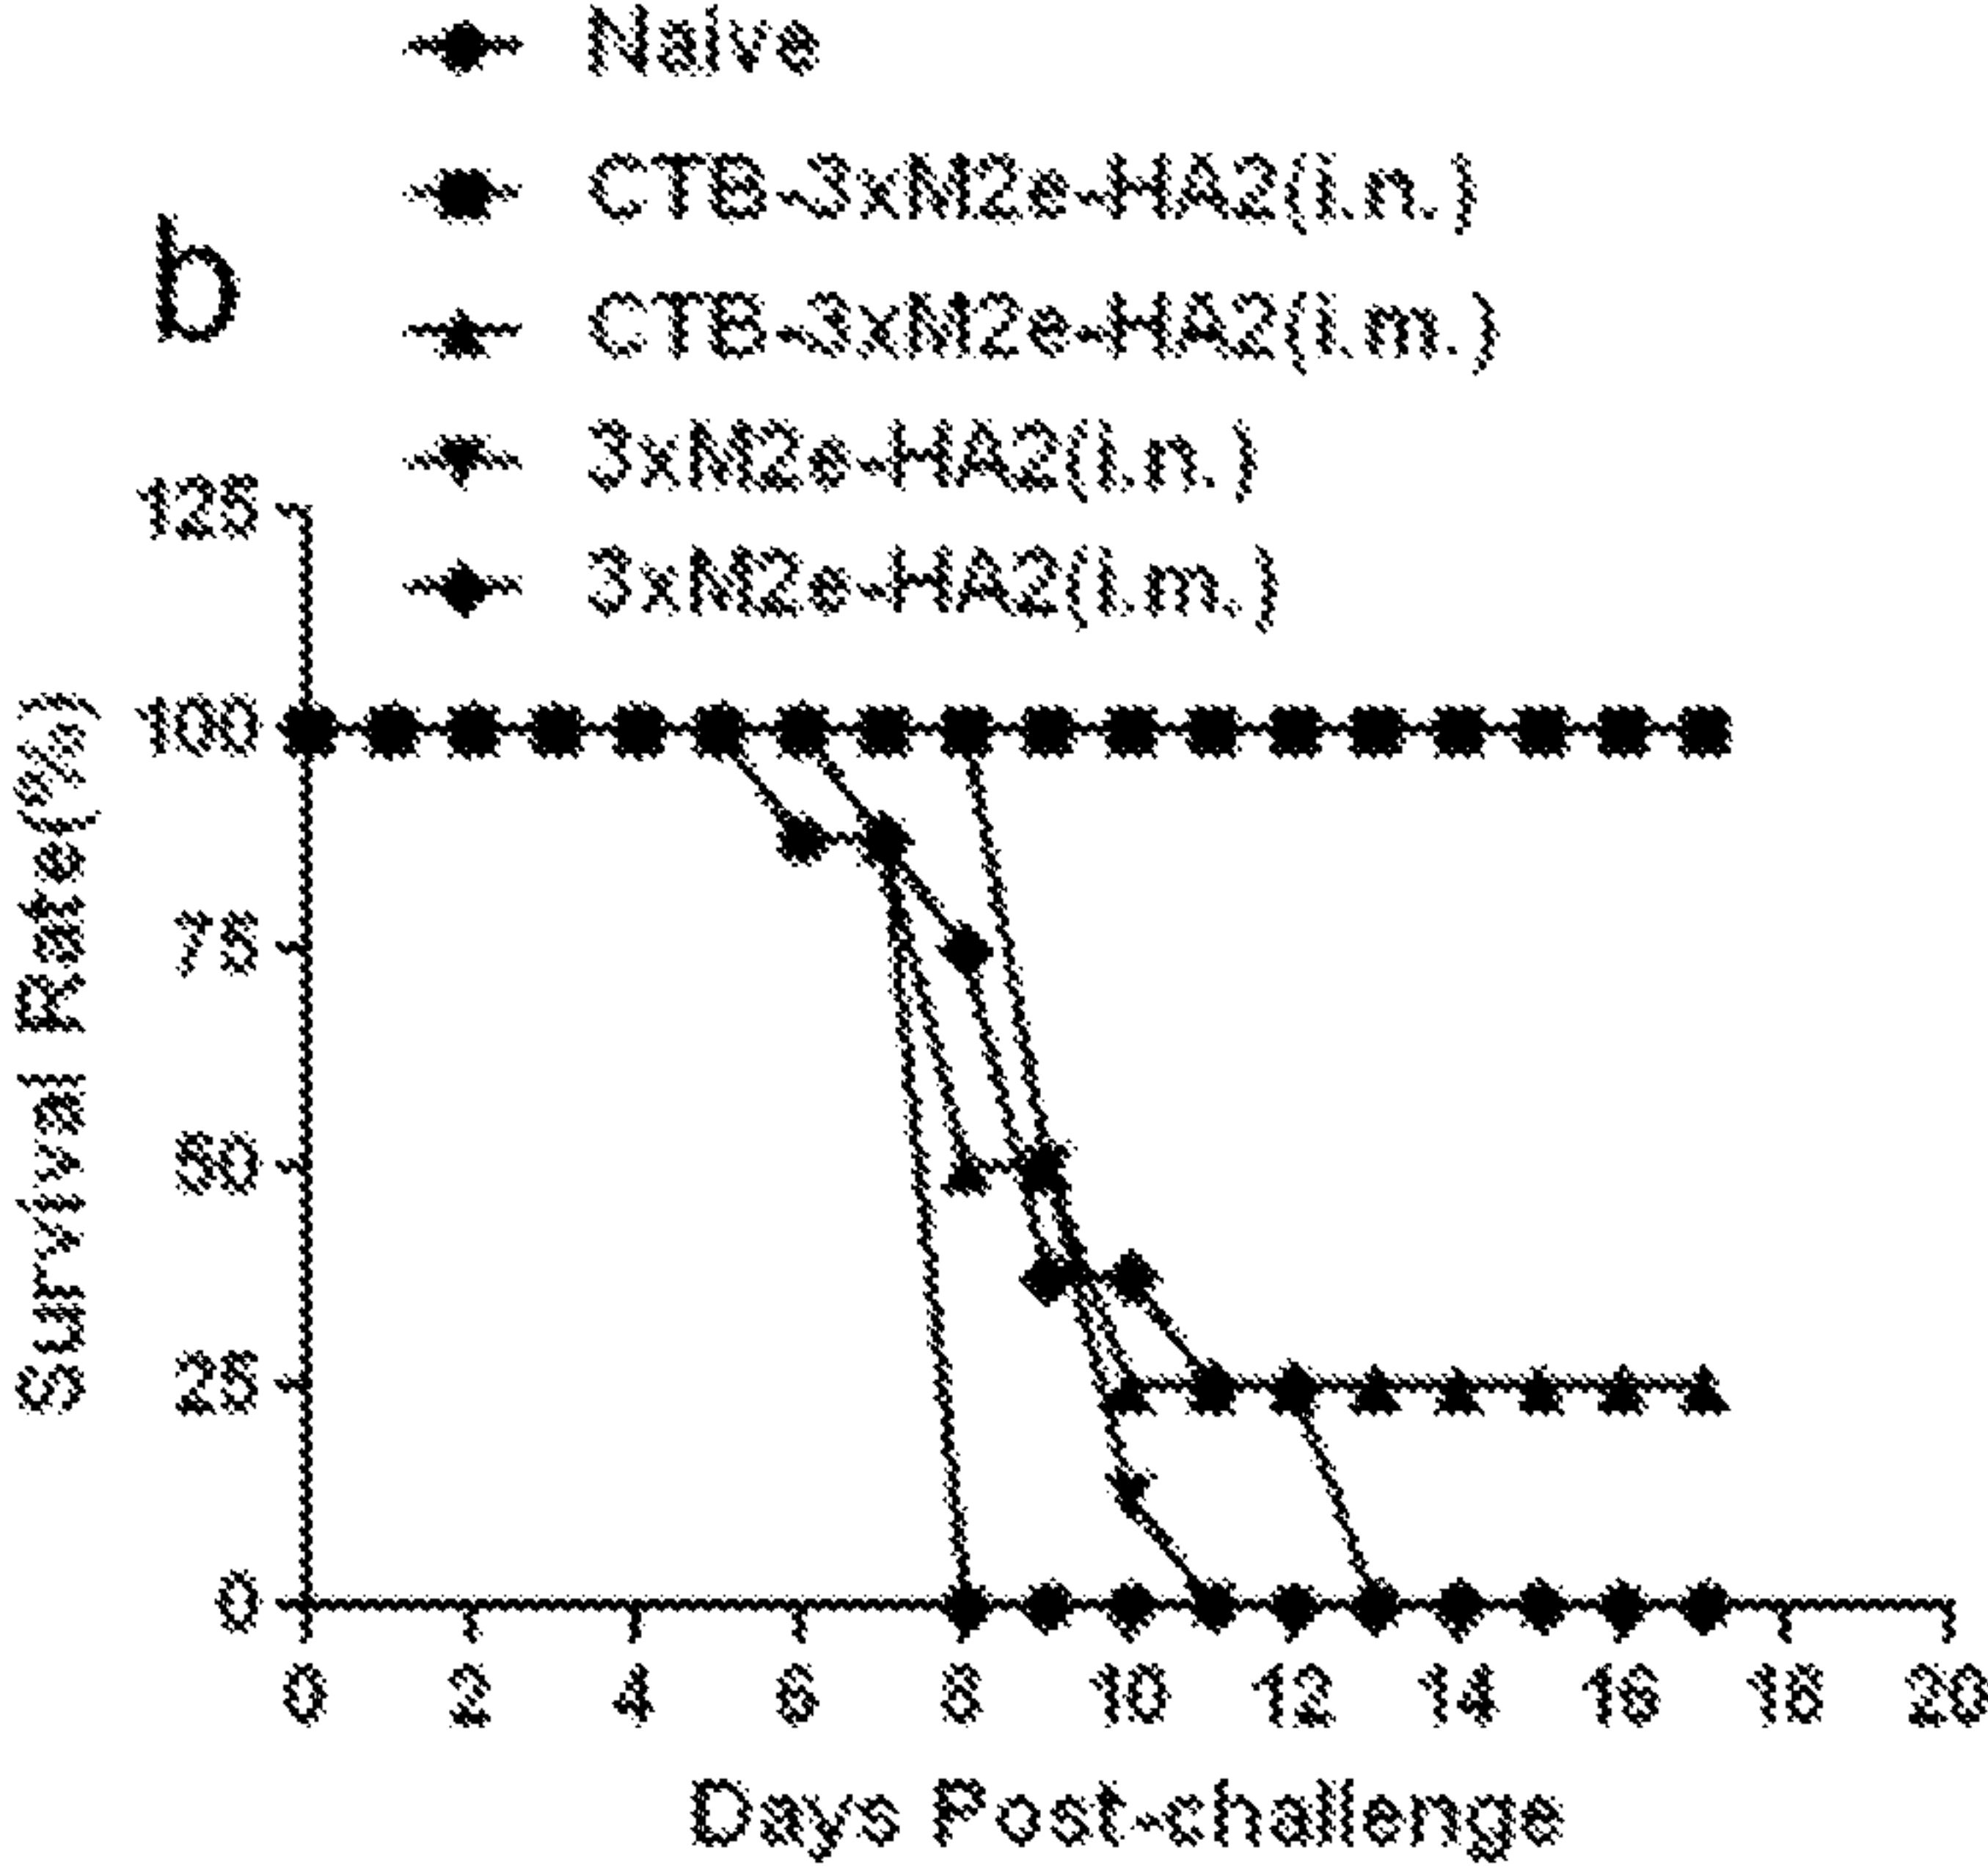 Naive
CTB-3xM2e-HA2(i.n.)
b
CTB-3xM2e-HA2(i.m.)
3xM2e-HA2(i.n.)
3xM2e-HA2(i.m.)
125
100
75
50
25
0
Survival Rate(%)
0 2 4 6 8 10 12 14 16 18 20
Days Post-challenge